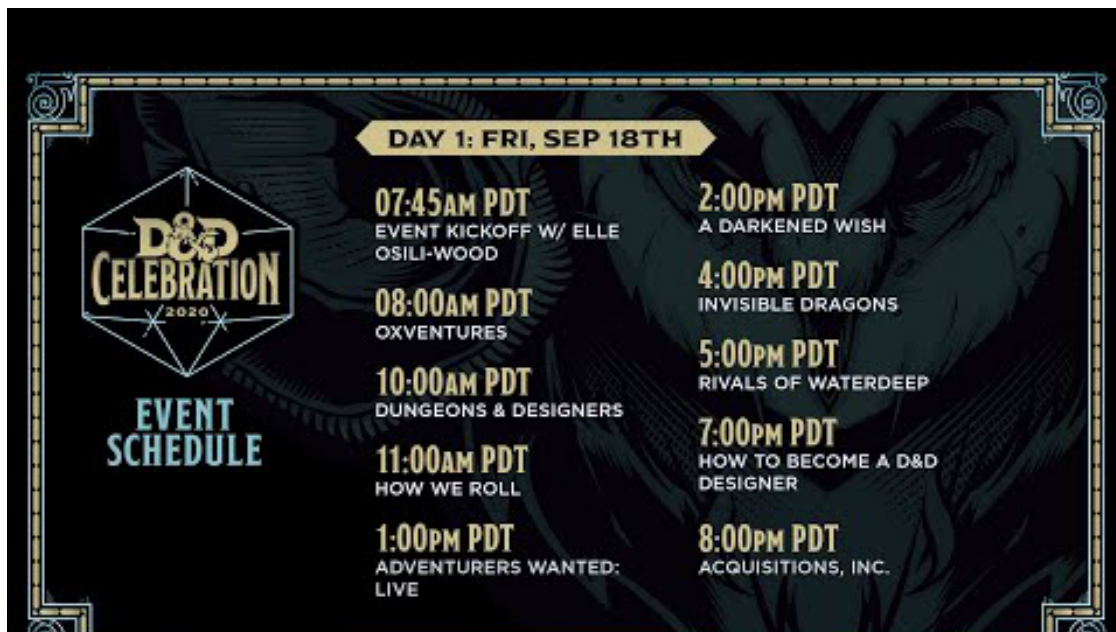 DAY 1: FRI, SEP 18TH
D&D
CELEBRATION
2020
EVENT
SCHEDULE
07:45AM PDT
EVENT KICKOFF W/ ELLE
OSILI-WOOD
08:00AM PDT
OXVENTURES
10:00AM PDT
DUNGEONS & DESIGNERS
11:00AM PDT
HOW WE ROLL
1:00PM PDT
ADVENTURERS WANTED:
LIVE
2:00PM PDT
A DARKENED WISH
4:00PM PDT
INVISIBLE DRAGONS
5:00PM PDT
RIVALS OF WATERDEEP
7:00PM PDT
HOW TO BECOME A D&D
DESIGNER
8:00PM PDT
ACQUISITIONS, INC.